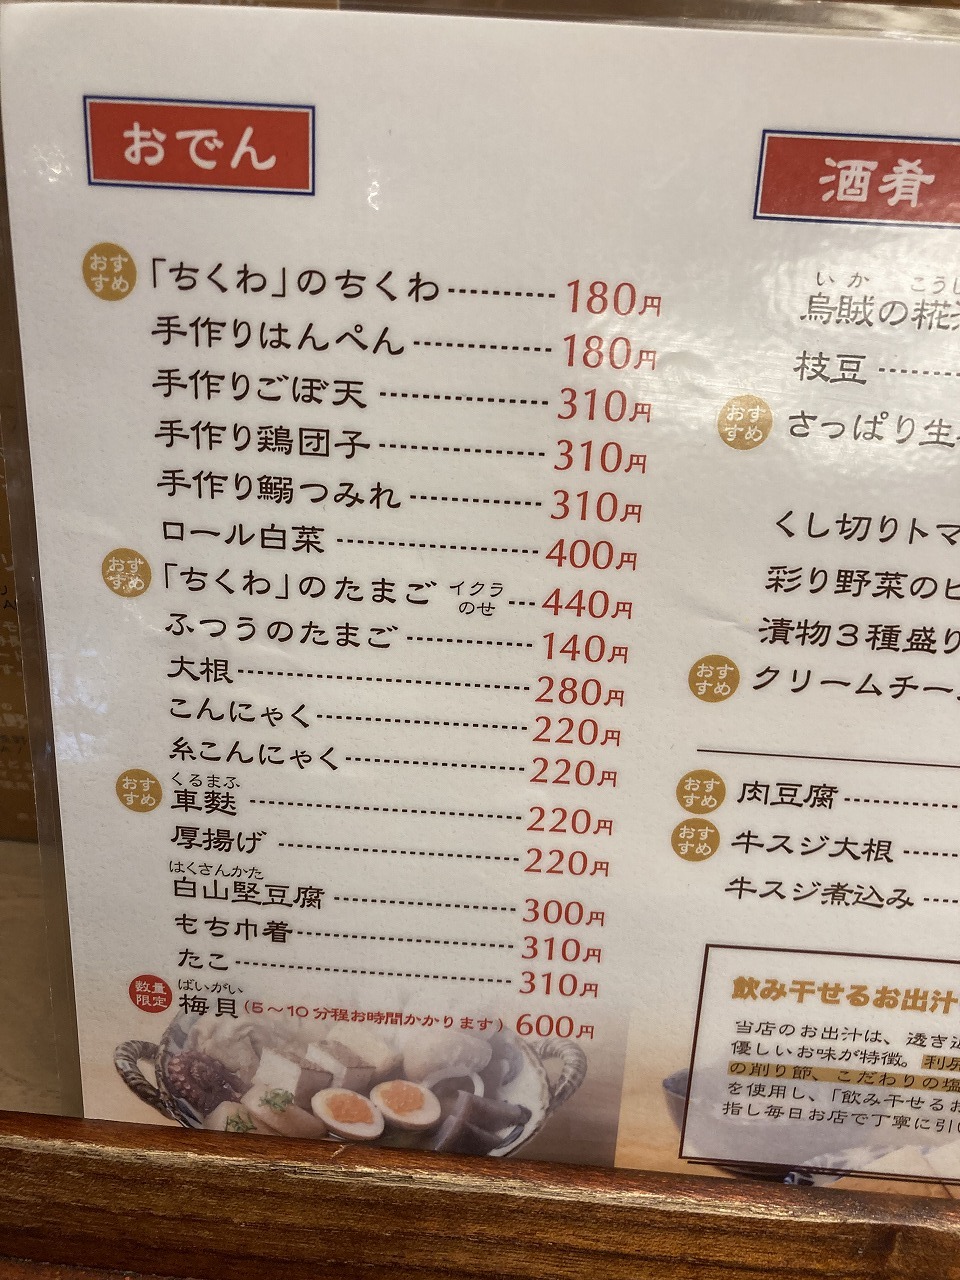 おでん
おすすめ 「ちくわ」のちくわ 180円
手作りはんぺん 180円
手作りごぼ天 310円
手作り鶏団子 310円
手作り鰯つみれ 310円
ロール白菜 400円
おすすめ 「ちくわ」のたまご イクラのせ 440円
ふつうのたまご 140円
大根 280円
こんにゃく 220円
糸こんにゃく 220円
くるまふ
おすすめ 車麩 220円
厚揚げ 220円
はくさんかた
白山堅豆腐 300円
もち巾着 310円
たこ 310円
ばいがい
数量限定 梅貝(5~10分程お時間かかります) 600円
酒肴
いか こうじ
烏賊の糀
枝豆
おすすめ さっぱり生
くし切りトマ
彩り野菜のピ
漬物3種盛り
おすすめ クリームチー
おすすめ 肉豆腐
おすすめ 牛スジ大根
牛スジ煮込み
飲み干せるお出汁
当店のお出汁は、透き
優しいお味が特徴。利尻
の削り節、こだわりの塩
を使用し、「飲み干せるお
指し毎日お店で丁寧に引い